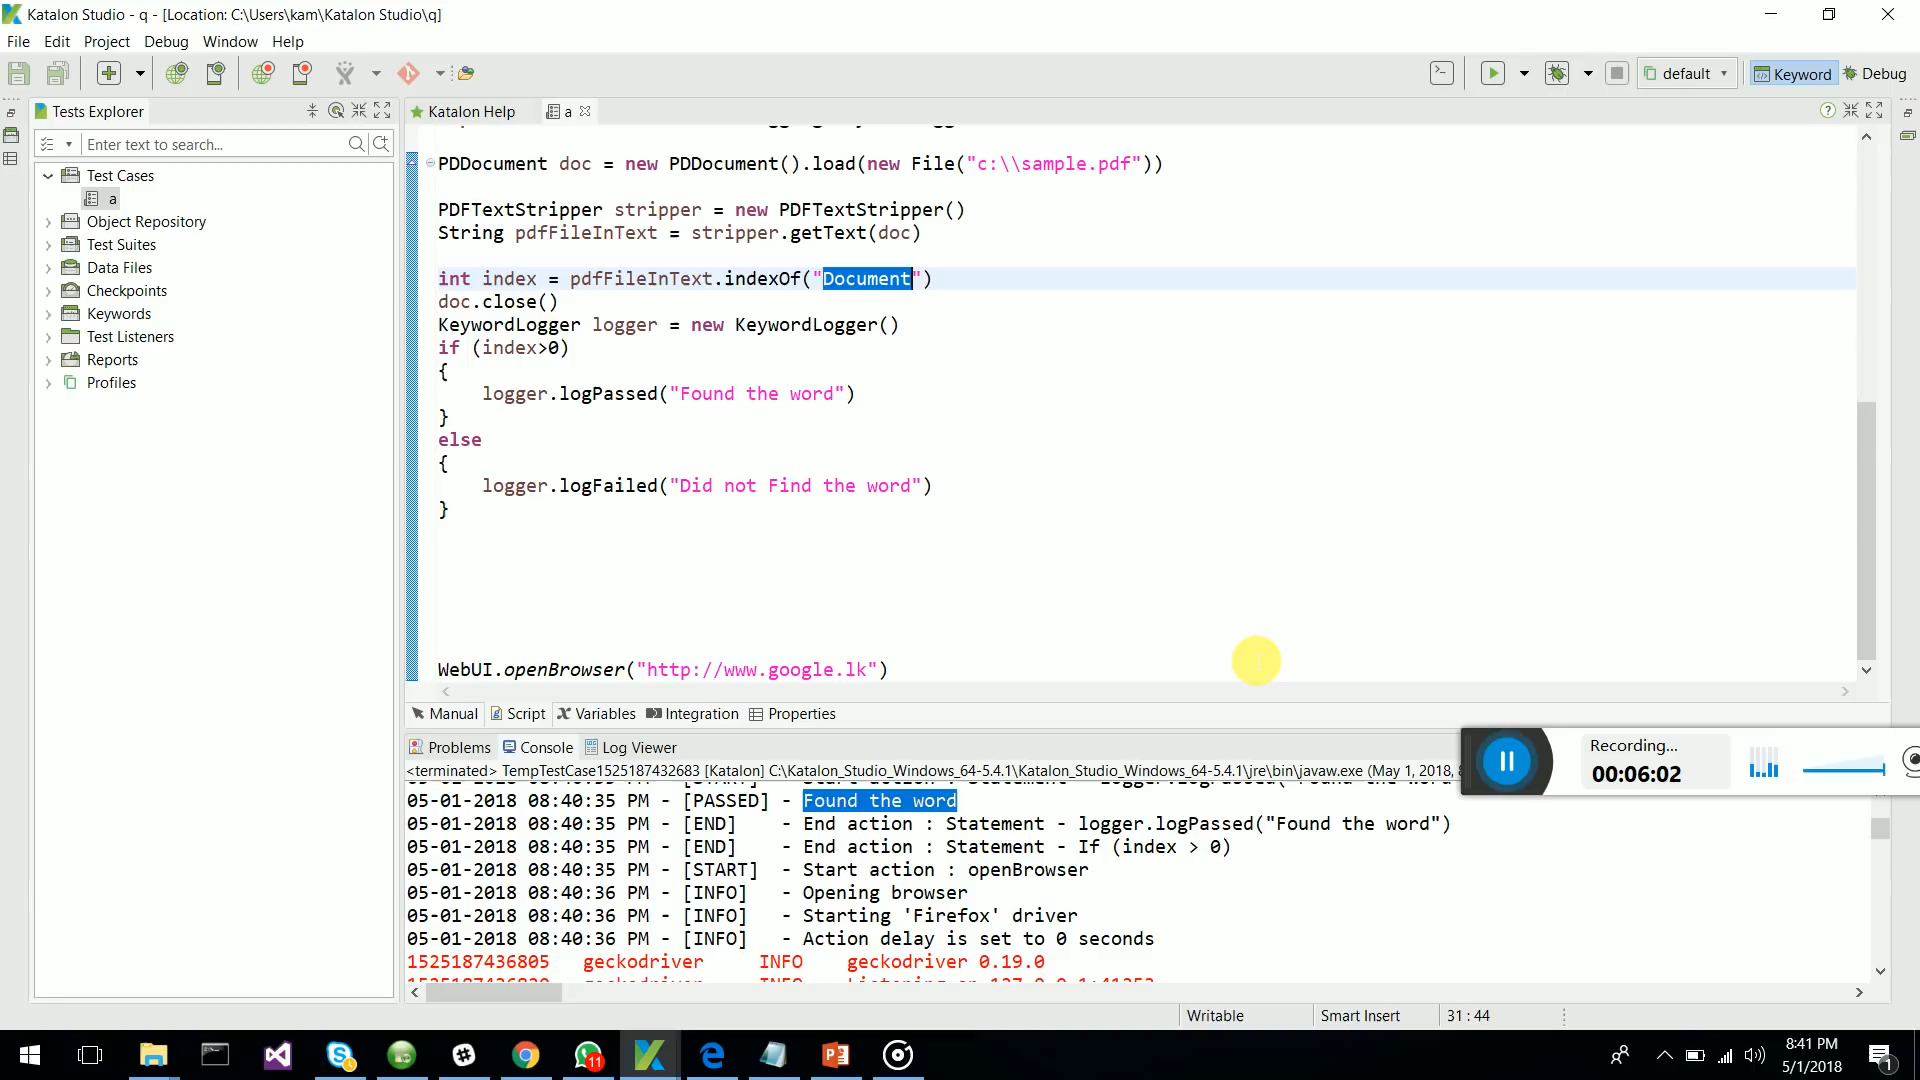 Katalon Studio - q - [Location: C:\Users\kam\Katalon Studio\q]
File Edit Project Debug Window Help
default Keyword Debug
Tests Explorer
Enter text to search...
Test Cases
a
Object Repository
Test Suites
Data Files
Checkpoints
Keywords
Test Listeners
Reports
Profiles
Katalon Help a
PDDocument doc = new PDDocument().load(new File("c:\\sample.pdf"))
PDFTextStripper stripper = new PDFTextStripper()
String pdfFileInText = stripper.getText(doc)
int index = pdfFileInText.indexOf("Document")
doc.close()
KeywordLogger logger = new KeywordLogger()
if (index>0)
{
logger.logPassed("Found the word")
}
else
{
logger.logFailed("Did not Find the word")
}
WebUI.openBrowser("http://www.google.lk")
Manual Script Variables Integration Properties
Problems Console Log Viewer
<terminated> TempTestCase1525187432683 [Katalon] C:\Katalon_Studio_Windows_64-5.4.1\Katalon_Studio_Windows_64-5.4.1\jre\bin\javaw.exe (May 1, 2018,
05-01-2018 08:40:35 PM - [PASSED] - Found the word
05-01-2018 08:40:35 PM - [END] - End action : Statement - logger.logPassed("Found the word")
05-01-2018 08:40:35 PM - [END] - End action : Statement - If (index > 0)
05-01-2018 08:40:35 PM - [START] - Start action : openBrowser
05-01-2018 08:40:36 PM - [INFO] - Opening browser
05-01-2018 08:40:36 PM - [INFO] - Starting 'Firefox' driver
05-01-2018 08:40:36 PM - [INFO] - Action delay is set to 0 seconds
1525187436805 geckodriver INFO geckodriver 0.19.0
Recording...
00:06:02
Writable Smart Insert 31 : 44
11
8:41 PM
5/1/2018
1